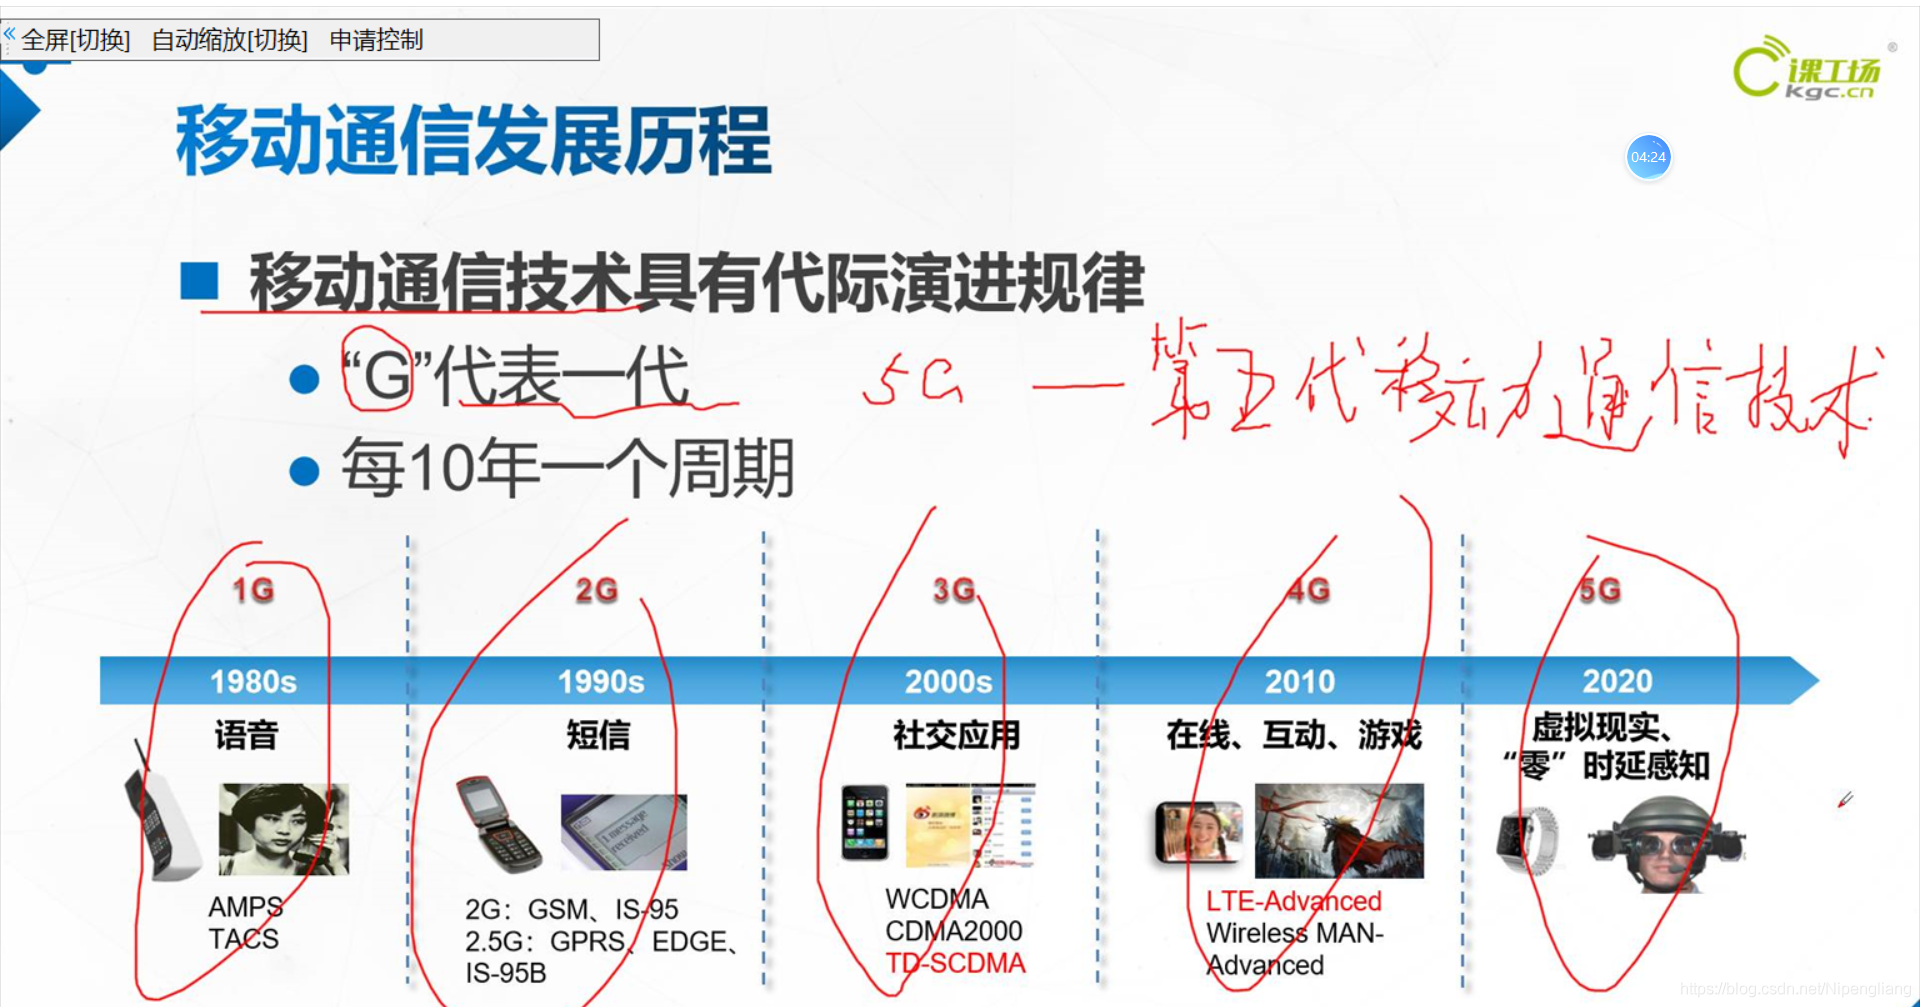 全屏[切换] 自动缩放[切换] 申请控制
课工场 ®
kgc.cn
移动通信发展历程
04:24
移动通信技术具有代际演进规律
“G”代表一代
5G — 第五代移动通信技术
每10年一个周期
1G 2G 3G 4G 5G
1980s 1990s 2000s 2010 2020
语音 短信 社交应用 在线、互动、游戏 虚拟现实、
“零”时延感知
1 message
received
AMPS
TACS
2G：GSM、IS-95
2.5G：GPRS、EDGE、
IS-95B
WCDMA
CDMA2000
TD-SCDMA
LTE-Advanced
Wireless MAN-
Advanced
https://blog.csdn.net/Nipengliang